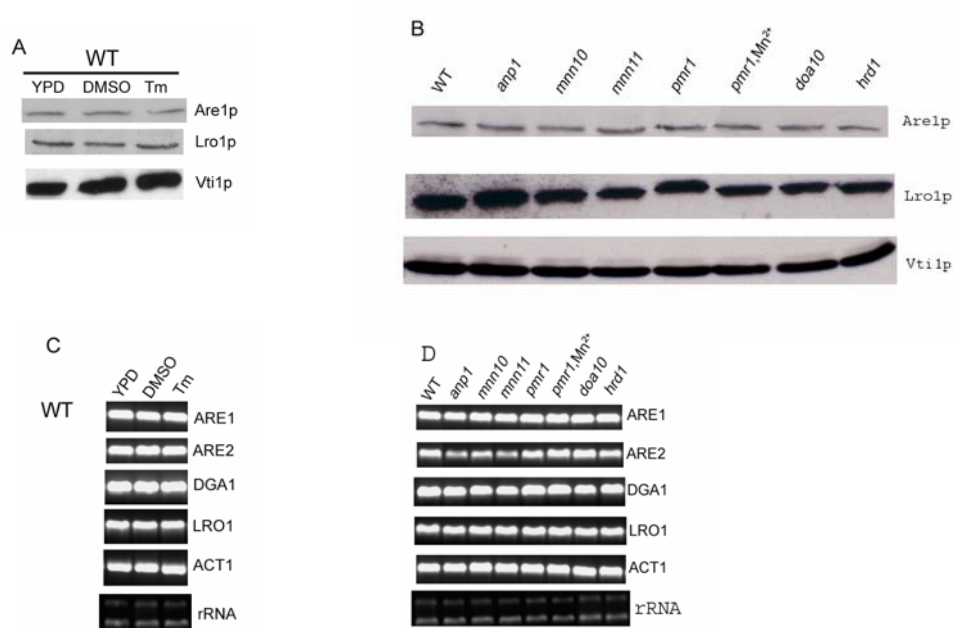 A
WT
YPD DMSO Tm
Are1p
Lro1p
Vti1p
B
WT anp1 mnn10 mnn11 pmr1 pmr1,Mn²⁺ doa10 hrd1
Are1p
Lro1p
Vti1p
C
YPD DMSO Tm
WT
ARE1
ARE2
DGA1
LRO1
ACT1
rRNA
D
WT anp1 mnn10 mnn11 pmr1 pmr1,Mn²⁺ doa10 hrd1
ARE1
ARE2
DGA1
LRO1
ACT1
rRNA